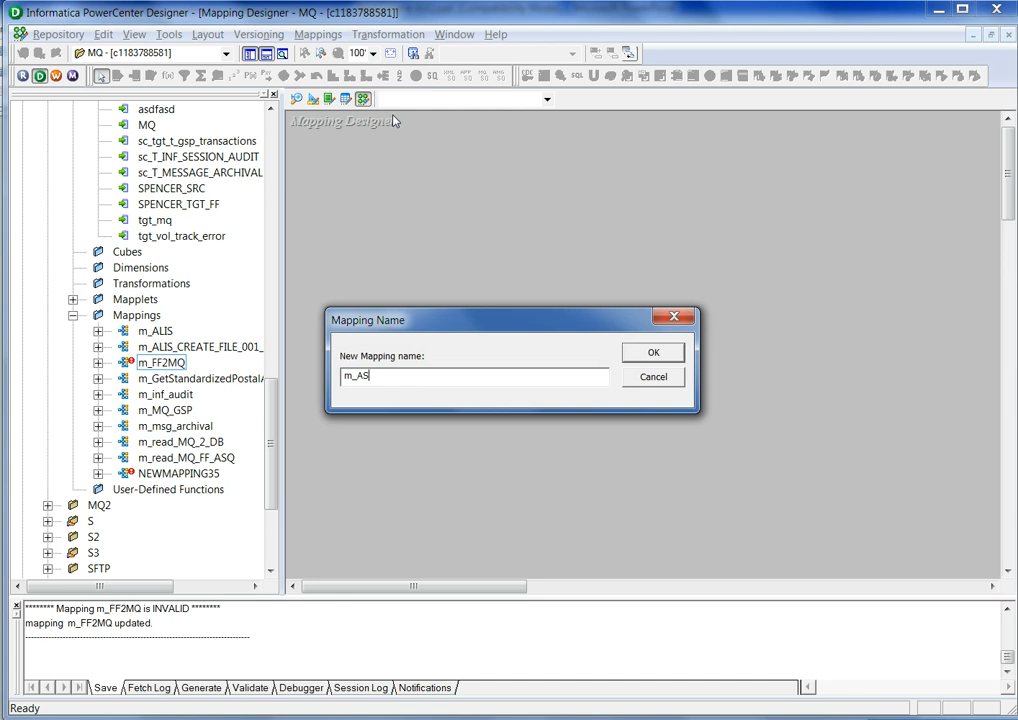 Informatica PowerCenter Designer - [Mapping Designer - MQ - [c1183788581]]
Repository Edit View Tools Layout Versioning Mappings Transformation Window Help
MQ - [c1183788581]
100%
asdfasd
MQ
sc_tgt_t_gsp_transactions
sc_T_INF_SESSION_AUDIT
sc_T_MESSAGE_ARCHIVAL
SPENCER_SRC
SPENCER_TGT_FF
tgt_mq
tgt_vol_track_error
Cubes
Dimensions
Transformations
Mapplets
Mappings
m_ALIS
m_ALIS_CREATE_FILE_001_
m_FF2MQ
m_GetStandardizedPostalA
m_inf_audit
m_MQ_GSP
m_msg_archival
m_read_MQ_2_DB
m_read_MQ_FF_ASQ
NEWMAPPING35
User-Defined Functions
MQ2
S
S2
S3
SFTP
Mapping Designer
Mapping Name
New Mapping name:
m_AS
OK
Cancel
******** Mapping m_FF2MQ is INVALID ********
mapping m_FF2MQ updated.
Save Fetch Log Generate Validate Debugger Session Log Notifications
Ready